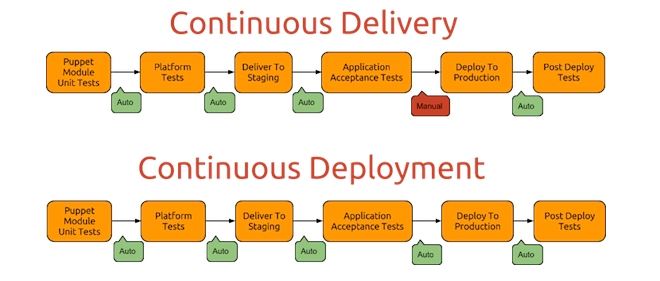 Continuous Delivery
Puppet
Module
Unit Tests
Platform
Tests
Deliver To
Staging
Application
Acceptance Tests
Deploy To
Production
Post Deploy
Tests
Auto
Auto
Auto
Manual
Auto
Continuous Deployment
Puppet
Module
Unit Tests
Platform
Tests
Deliver To
Staging
Application
Acceptance Tests
Deploy To
Production
Post Deploy
Tests
Auto
Auto
Auto
Auto
Auto